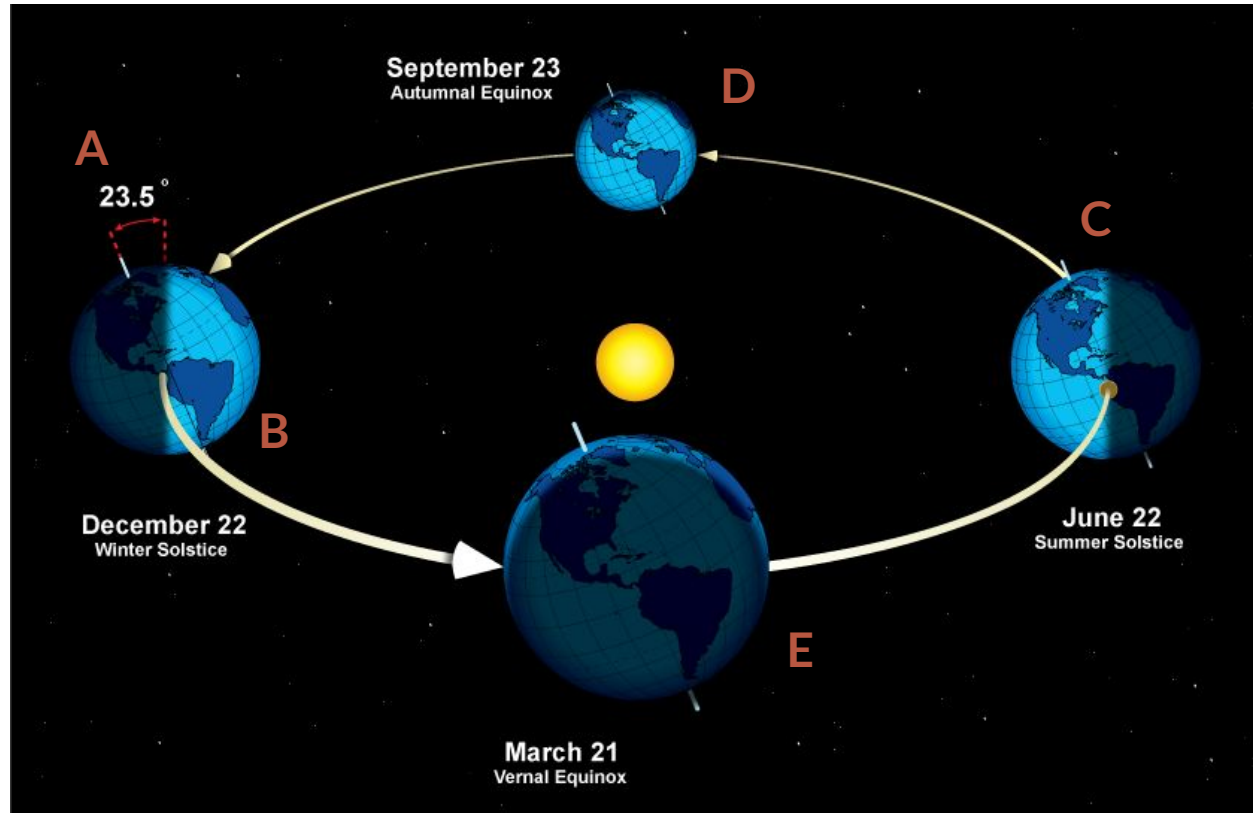 September 23
Autumnal Equinox
D
A
23.5°
C
B
December 22
Winter Solstice
June 22
Summer Solstice
E
March 21
Vernal Equinox